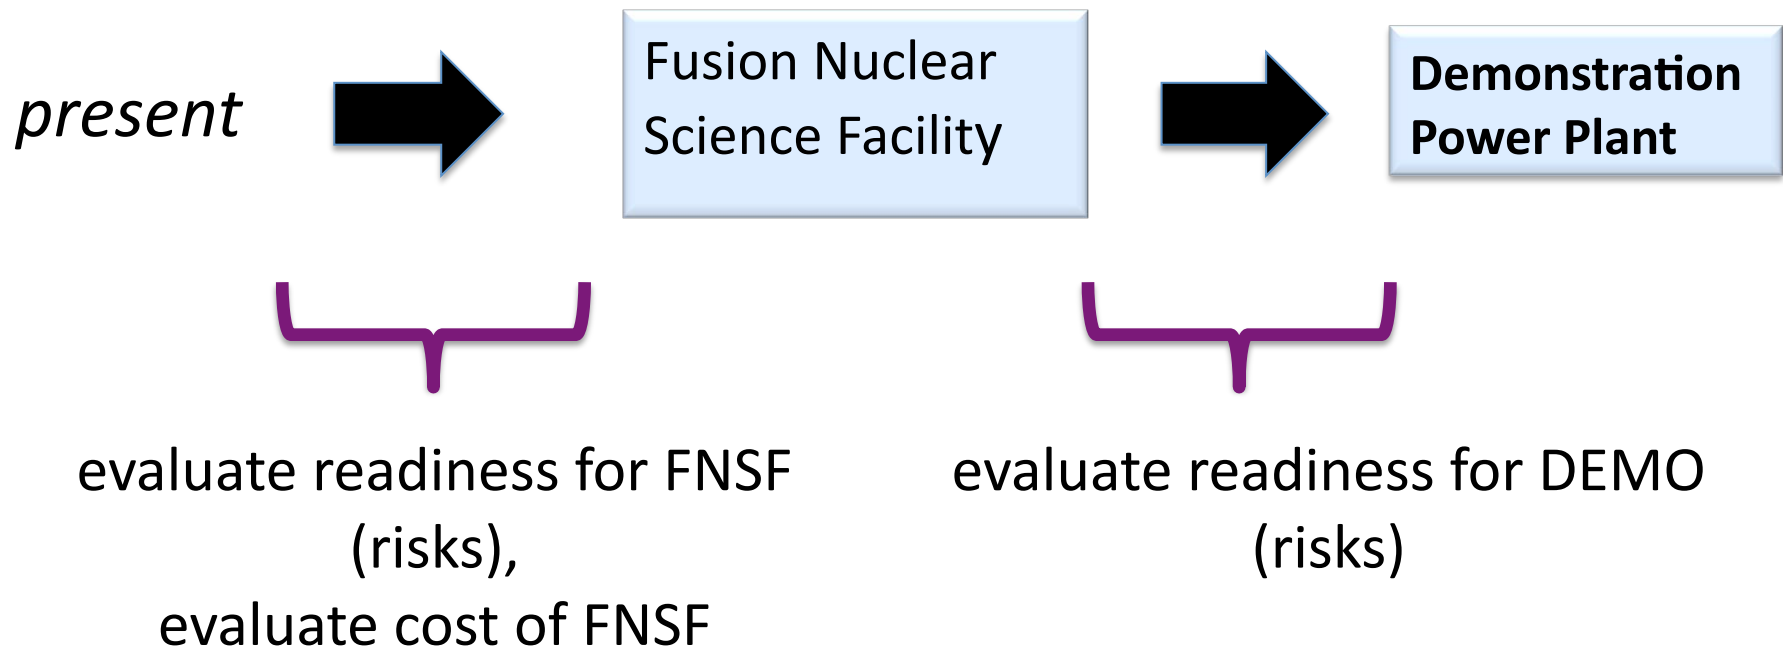 present
Fusion Nuclear
Science Facility
Demonstration
Power Plant
evaluate readiness for FNSF
(risks),
evaluate cost of FNSF
evaluate readiness for DEMO
(risks)